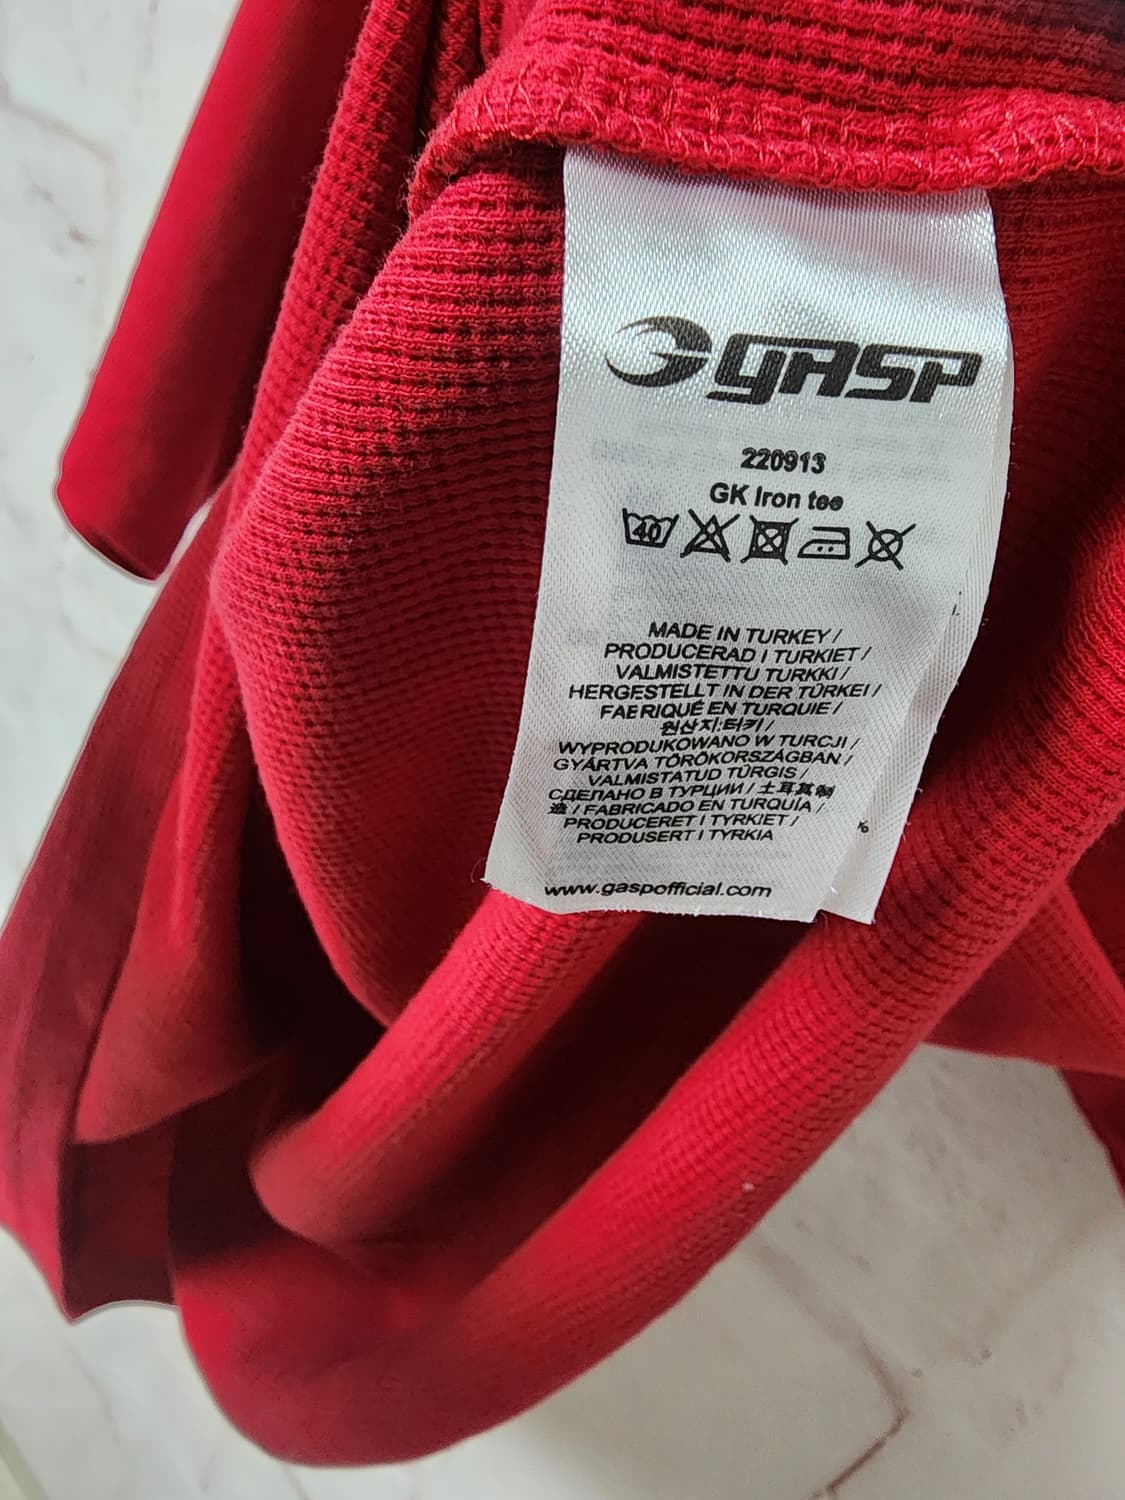 gASP
220913
GK Iron tee
40
MADE IN TURKEY /
PRODUCERAD I TURKIET /
VALMISTETTU TURKKI /
HERGESTELLT IN DER TÜRKEI /
FABRIQUÉ EN TURQUIE /
원산지:터키 /
WYPRODUKOWANO W TURCJI /
GYÁRTVA TÖRÖKORSZÁGBAN /
VALMISTATUD TÜRGIS /
СДЕЛАНО В ТУРЦИИ / 土耳其制
造 / FABRICADO EN TURQUÍA /
PRODUCERET I TYRKIET /
PRODUSERT I TYRKIA
www.gaspofficial.com
%